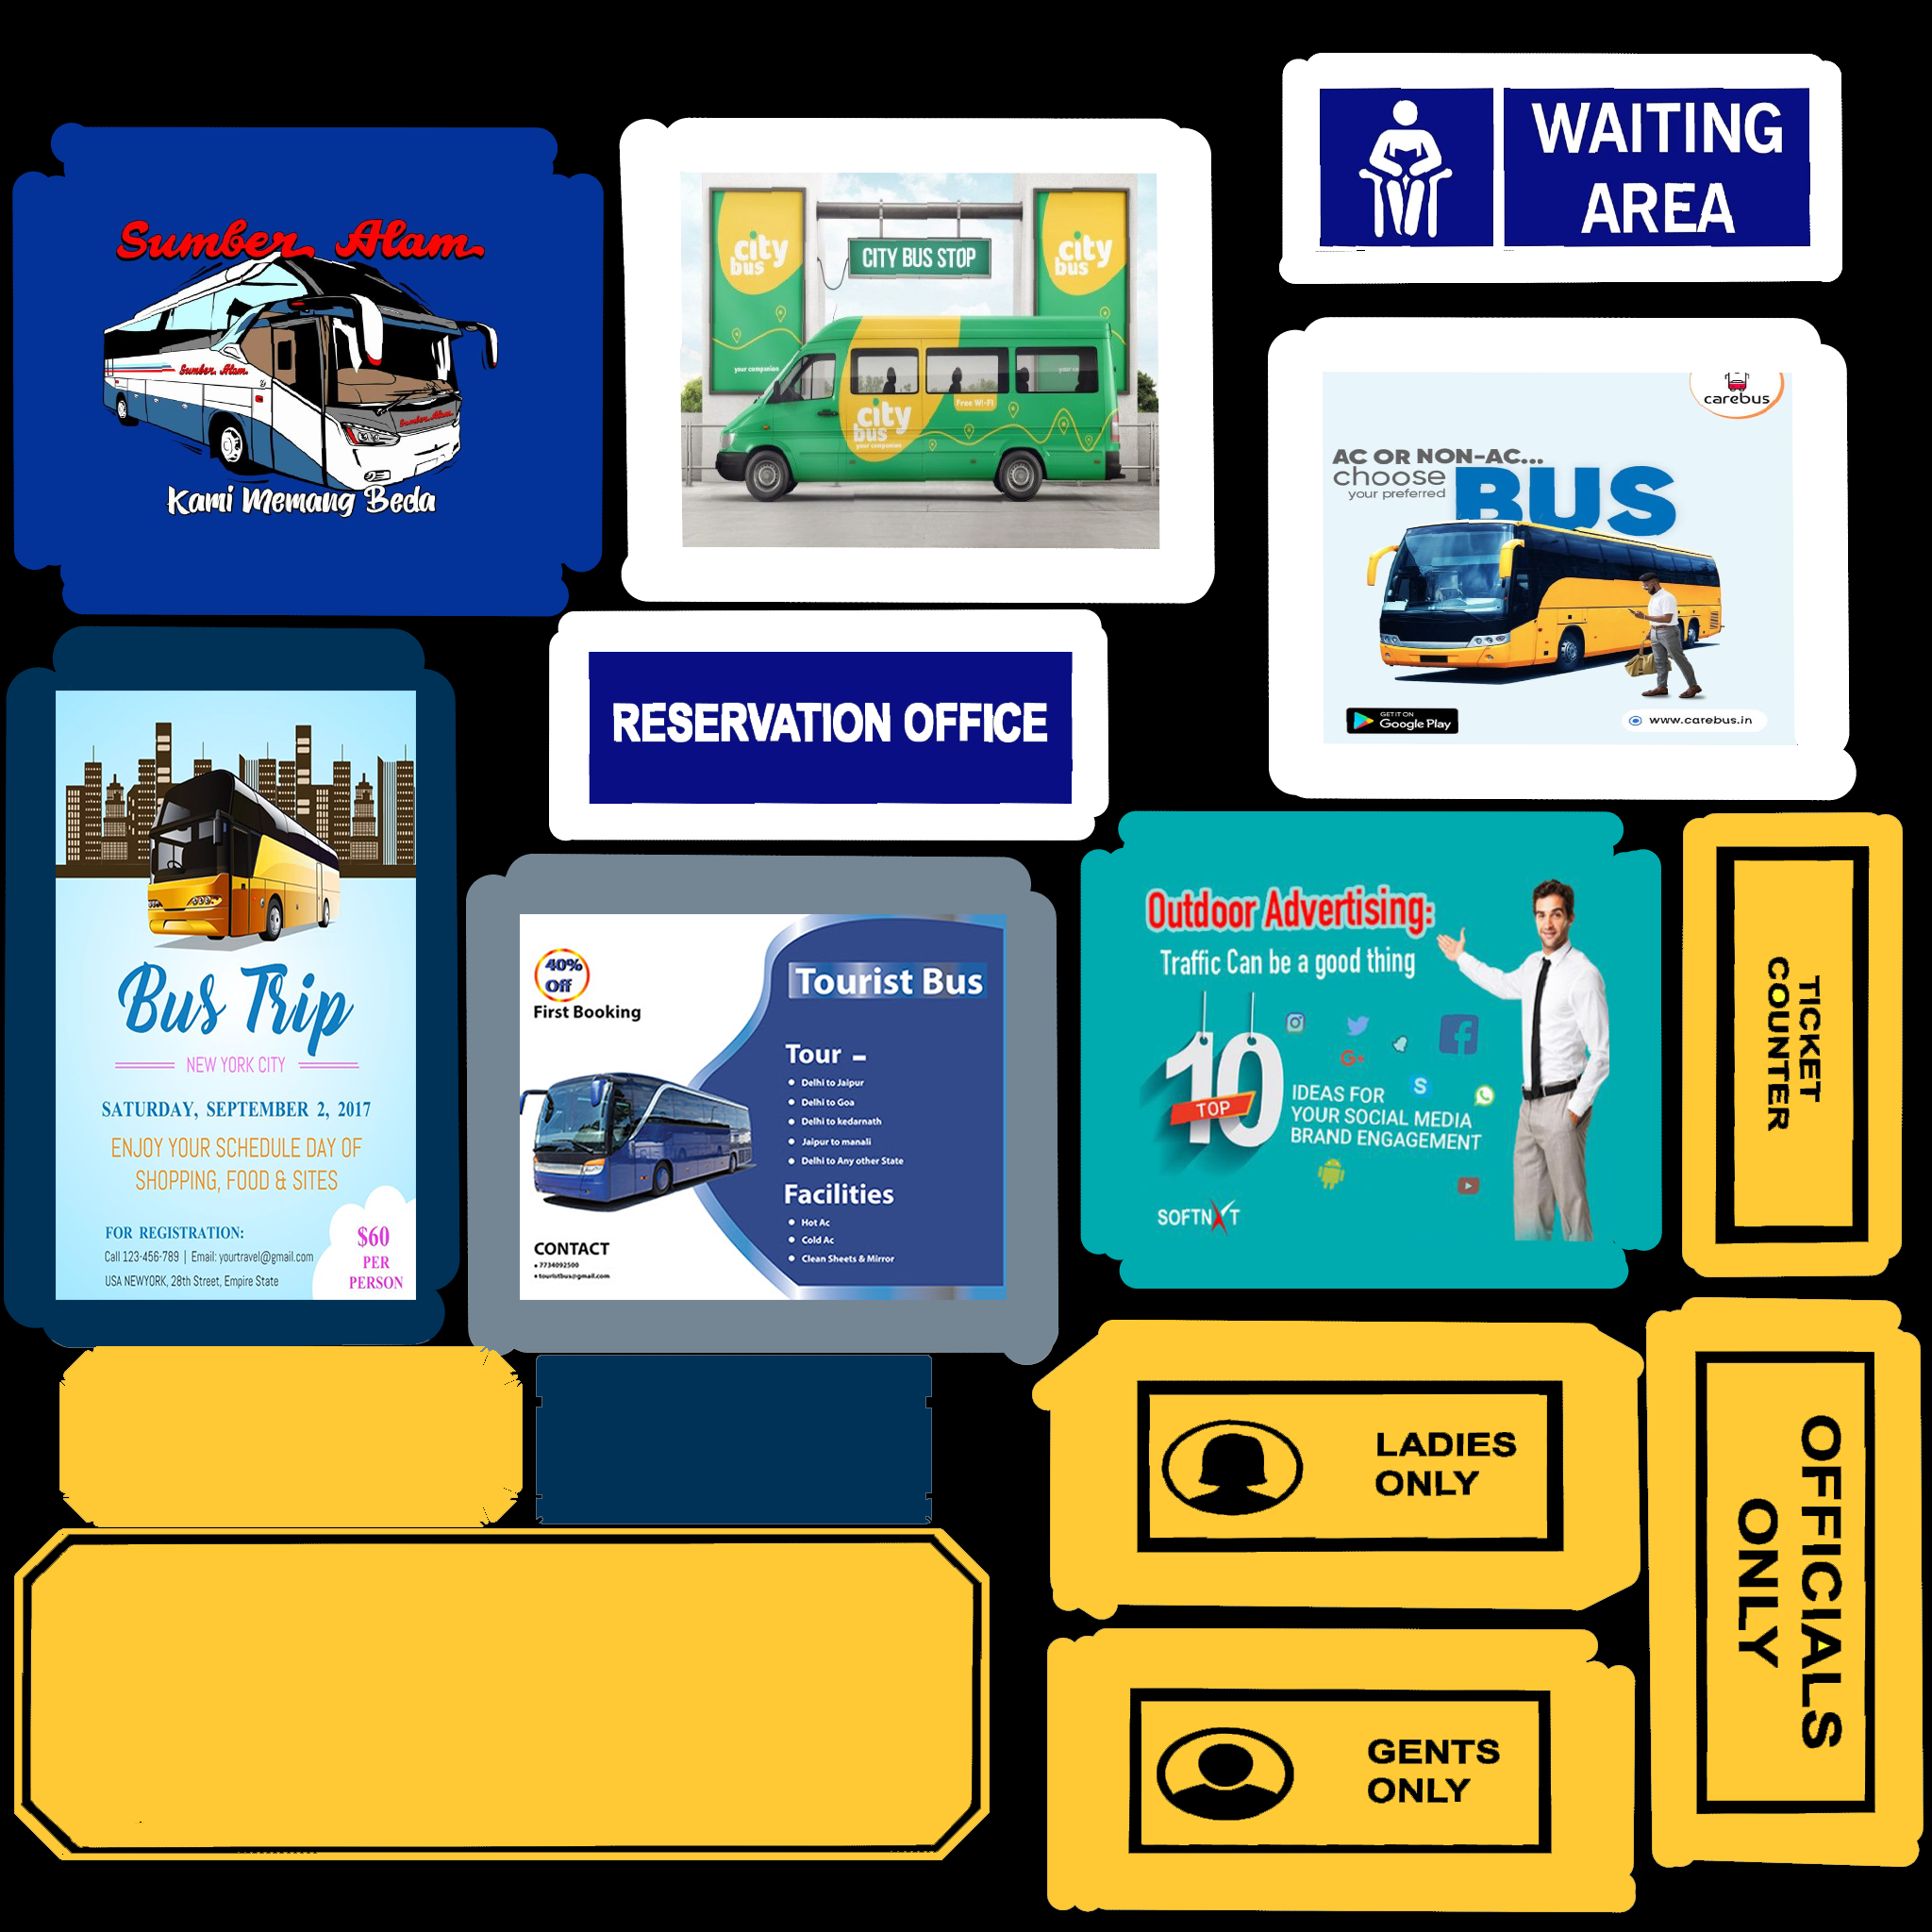 Sumber Alam
Sumber Alam
Sumber Alam
Kami Memang Beda
city
bus
your companion
CITY BUS STOP
city
bus
city
bus
your companion
Free Wi-Fi
WAITING
AREA
carebus
AC OR NON-AC...
choose
your preferred
BUS
GET IT ON
Google Play
www.carebus.in
RESERVATION OFFICE
Bus Trip
NEW YORK CITY
SATURDAY, SEPTEMBER 2, 2017
ENJOY YOUR SCHEDULE DAY OF
SHOPPING, FOOD & SITES
FOR REGISTRATION:
Call 123-456-789 | Email: yourtravel@gmail.com
USA NEWYORK, 28th Street, Empire State
$60
PER
PERSON
40%
Off
First Booking
Tourist Bus
Tour –
Delhi to Jaipur
Delhi to Goa
Delhi to kedarnath
Jaipur to manali
Delhi to Any other State
Facilities
Hot Ac
Cold Ac
Clean Sheets & Mirror
CONTACT
7734092500
touristbus@gmail.com
Outdoor Advertising:
Traffic Can be a good thing
TOP
10
IDEAS FOR
YOUR SOCIAL MEDIA
BRAND ENGAGEMENT
SOFTNXT
TICKET
COUNTER
LADIES
ONLY
OFFICIALS
ONLY
GENTS
ONLY